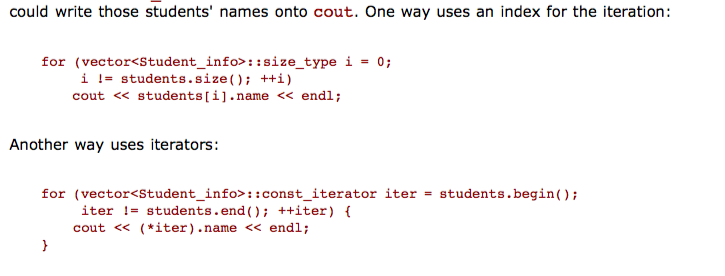 could write those students' names onto cout. One way uses an index for the iteration:
for (vector<Student_info>::size_type i = 0;
i != students.size(); ++i)
cout << students[i].name << endl;
Another way uses iterators:
for (vector<Student_info>::const_iterator iter = students.begin();
iter != students.end(); ++iter) {
cout << (*iter).name << endl;
}